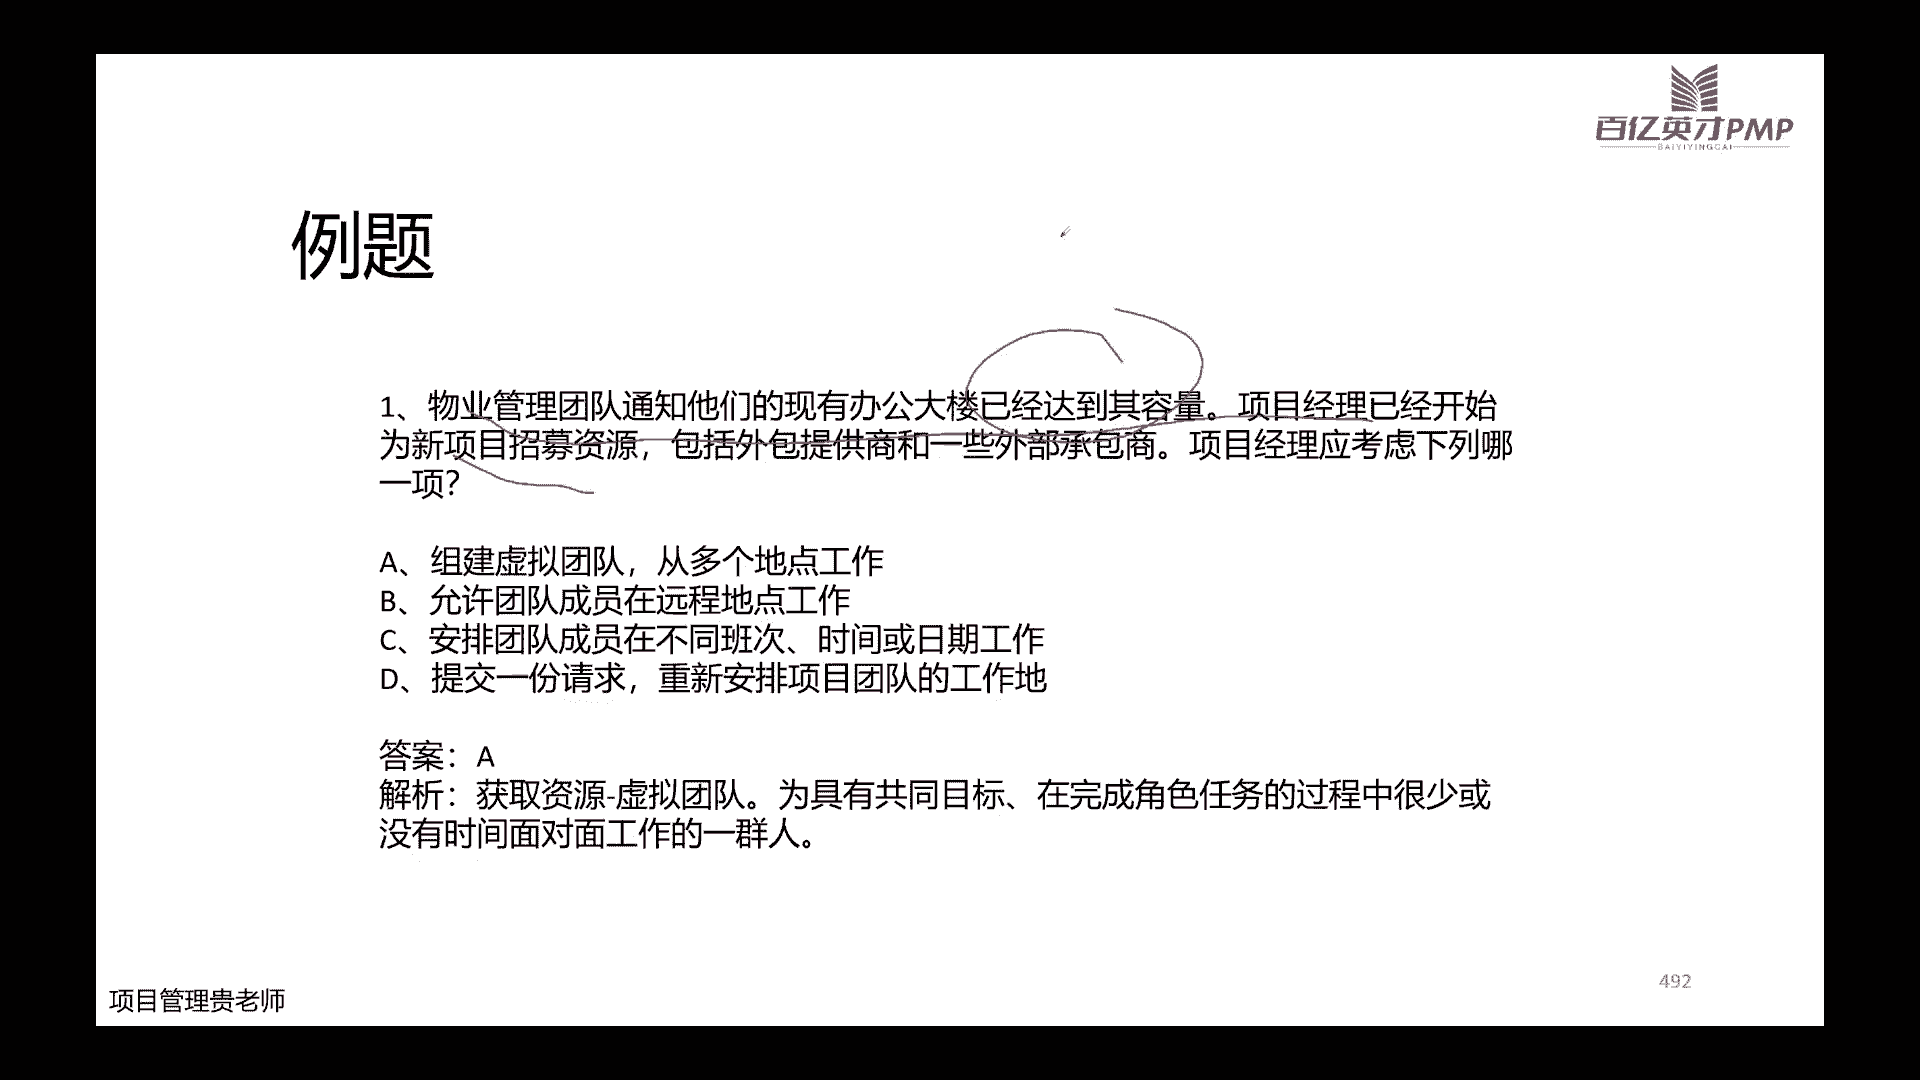 百亿英才PMP
BAIYIYINGCAI
例题
1、物业管理团队通知他们的现有办公大楼已经达到其容量。项目经理已经开始
为新项目招募资源，包括外包提供商和一些外部承包商。项目经理应考虑下列哪
一项？
A、组建虚拟团队，从多个地点工作
B、允许团队成员在远程地点工作
C、安排团队成员在不同班次、时间或日期工作
D、提交一份请求，重新安排项目团队的工作地
答案：A
解析：获取资源-虚拟团队。为具有共同目标、在完成角色任务的过程中很少或
没有时间面对面工作的一群人。
492
项目管理贵老师